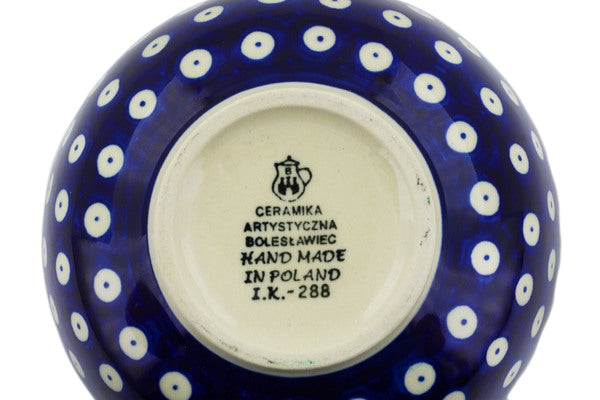 B
CERAMIKA
ARTYSTYCZNA
BOLESŁAWIEC
HAND MADE
IN POLAND
I.K.-288